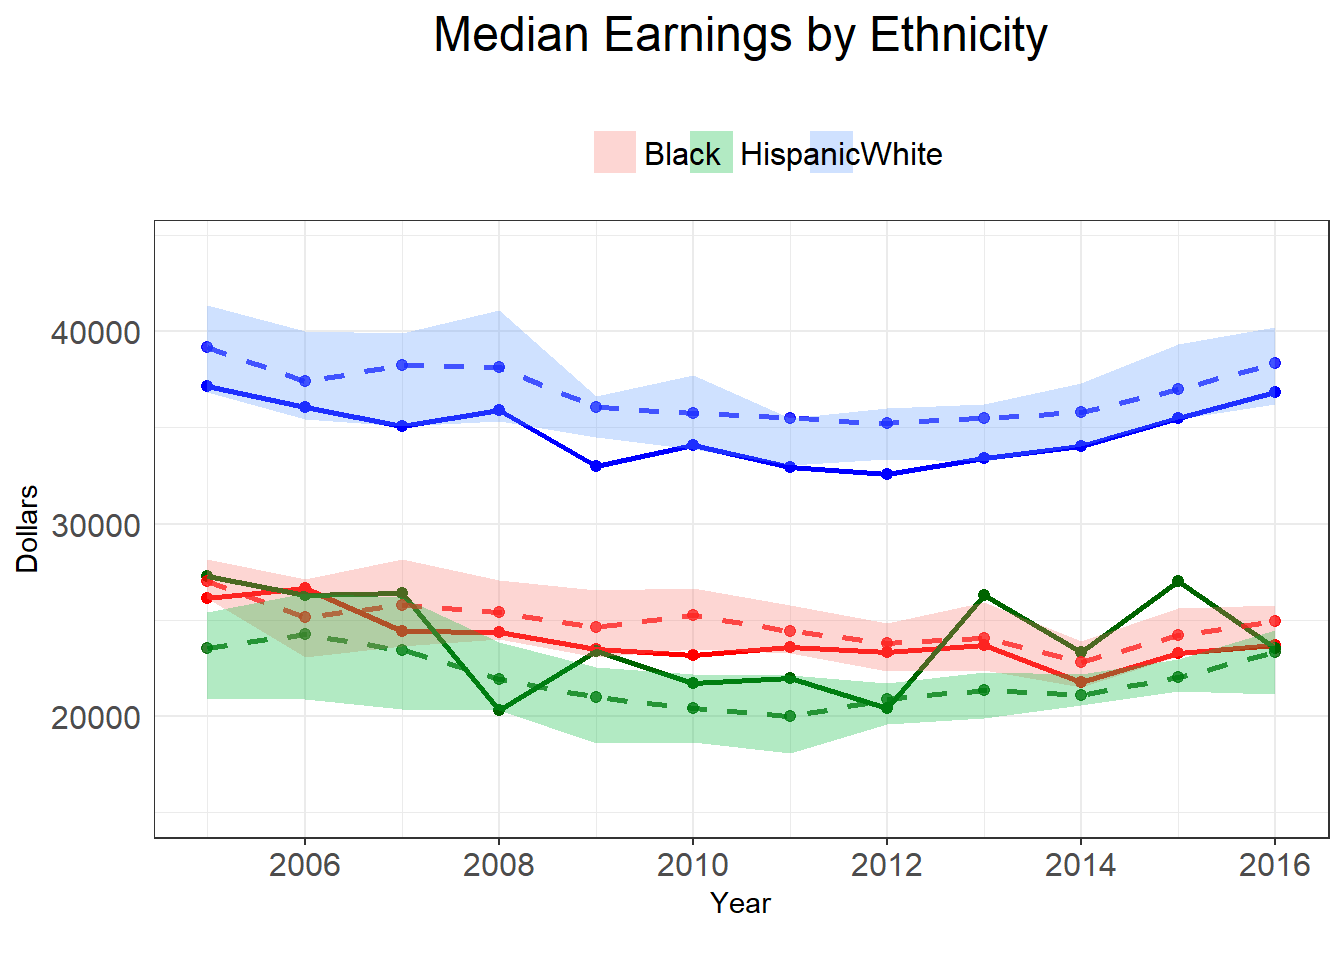 Median Earnings by Ethnicity
Black Hispanic White
40000
30000
20000
Dollars
2006 2008 2010 2012 2014 2016
Year